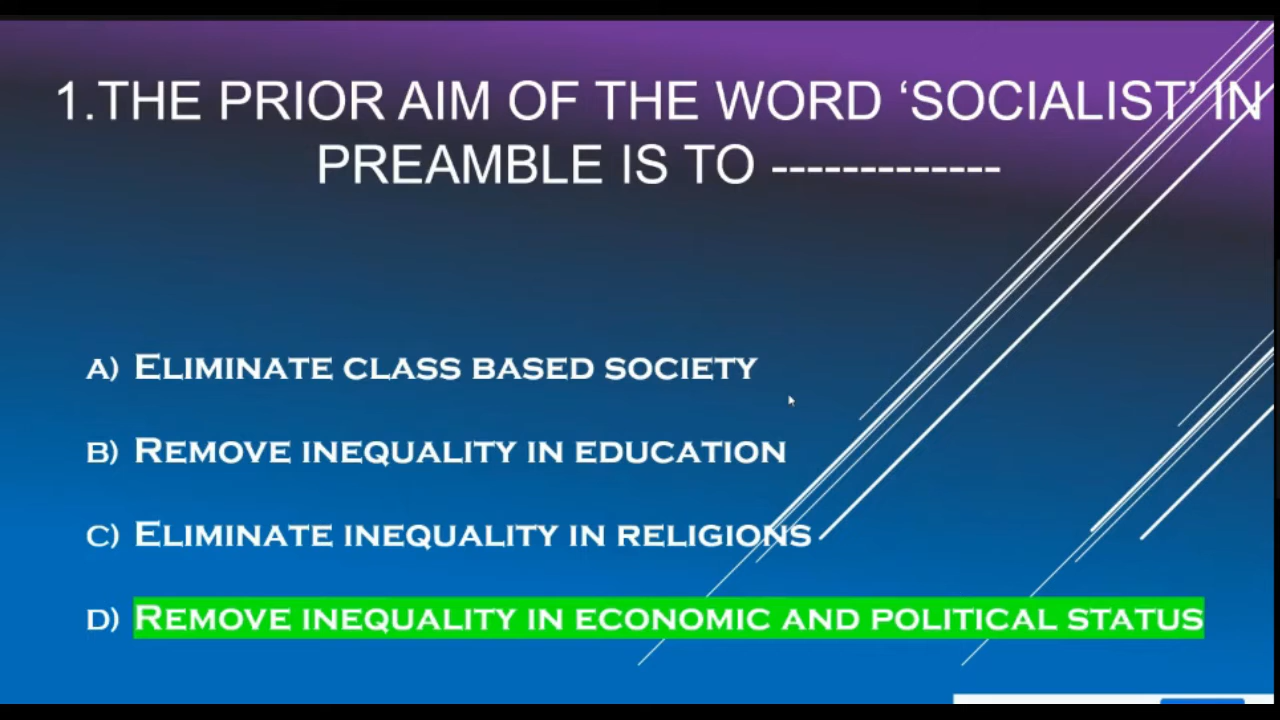 1.THE PRIOR AIM OF THE WORD ‘SOCIALIST’ IN
PREAMBLE IS TO -------------
A) ELIMINATE CLASS BASED SOCIETY
B) REMOVE INEQUALITY IN EDUCATION
C) ELIMINATE INEQUALITY IN RELIGIONS
D) REMOVE INEQUALITY IN ECONOMIC AND POLITICAL STATUS